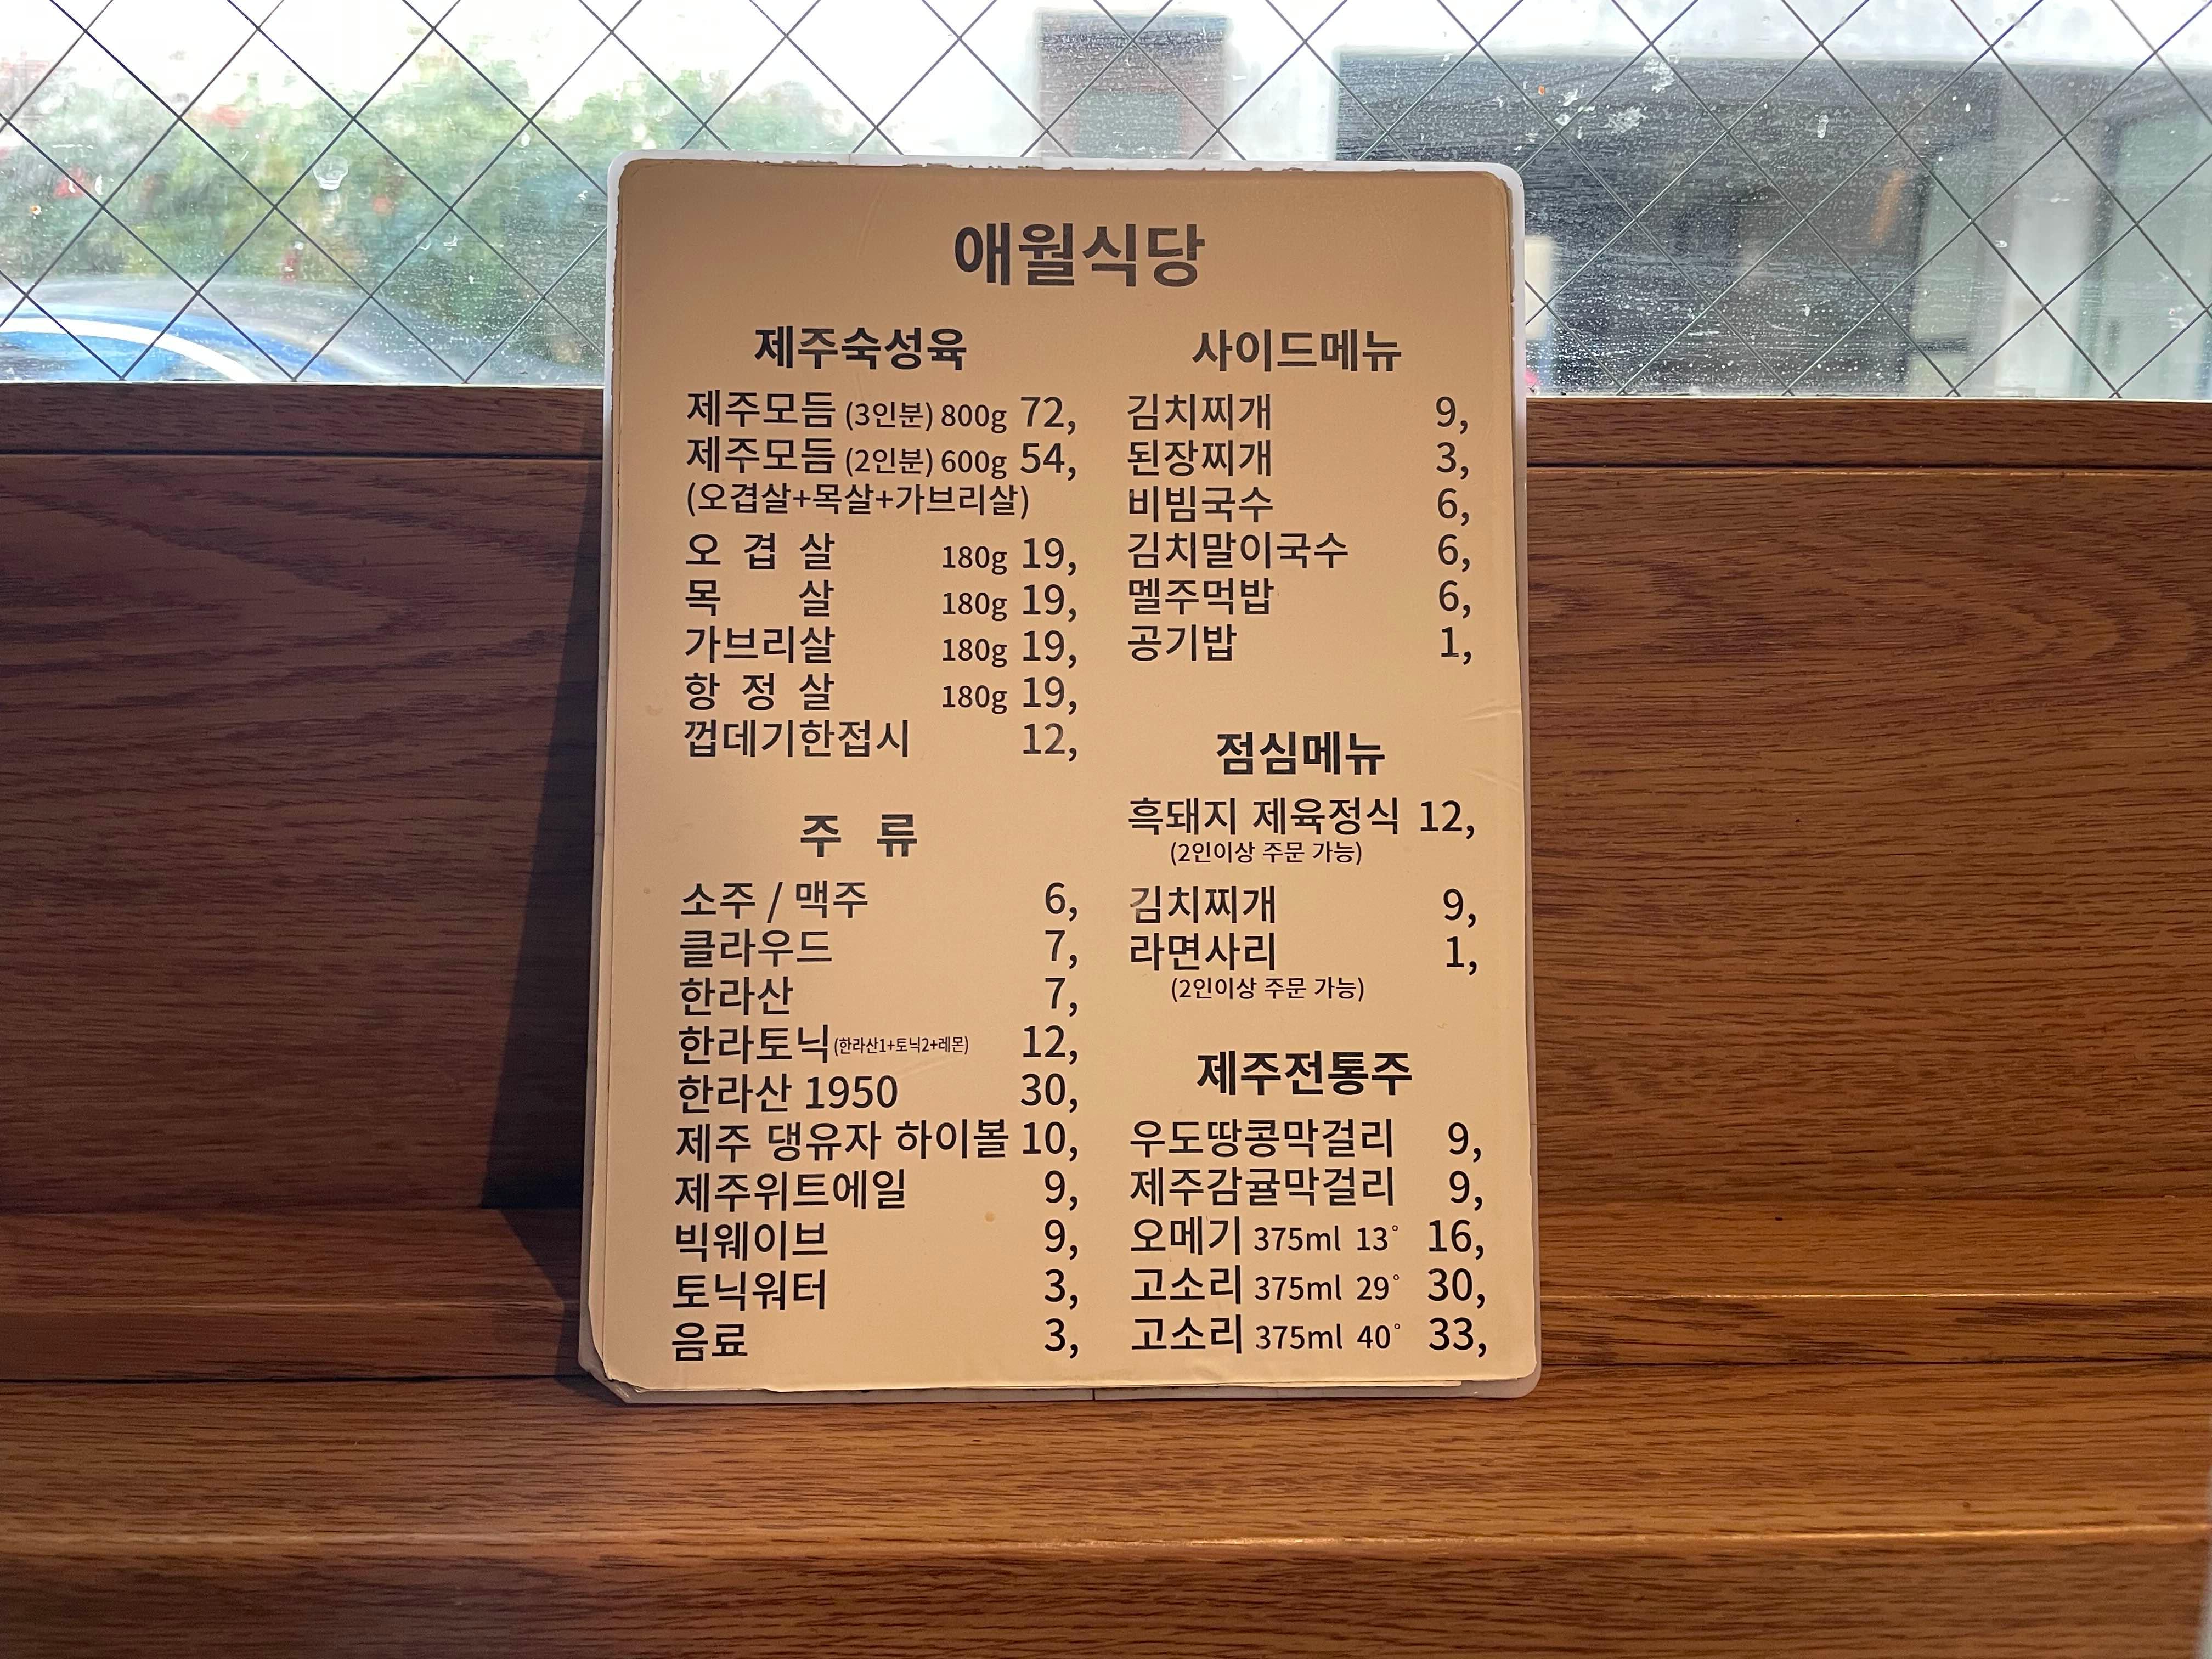 애월식당
제주숙성육
제주모듬 (3인분) 800g 72,
제주모듬 (2인분) 600g 54,
(오겹살+목살+가브리살)
오 겹 살 180g 19,
목 살 180g 19,
가브리살 180g 19,
항 정 살 180g 19,
껍데기한접시 12,
주 류
소주 / 맥주 6,
클라우드 7,
한라산 7,
한라토닉(한라산1+토닉2+레몬) 12,
한라산 1950 30,
제주 댕유자 하이볼 10,
제주위트에일 9,
빅웨이브 9,
토닉워터 3,
음료 3,
사이드메뉴
김치찌개 9,
된장찌개 3,
비빔국수 6,
김치말이국수 6,
멜주먹밥 6,
공기밥 1,
점심메뉴
흑돼지 제육정식 12,
(2인이상 주문 가능)
김치찌개 9,
라면사리 1,
(2인이상 주문 가능)
제주전통주
우도땅콩막걸리 9,
제주감귤막걸리 9,
오메기 375ml 13° 16,
고소리 375ml 29° 30,
고소리 375ml 40° 33,